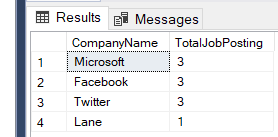 Results Messages
CompanyName TotalJobPosting
1 Microsoft 3
2 Facebook 3
3 Twitter 3
4 Lane 1